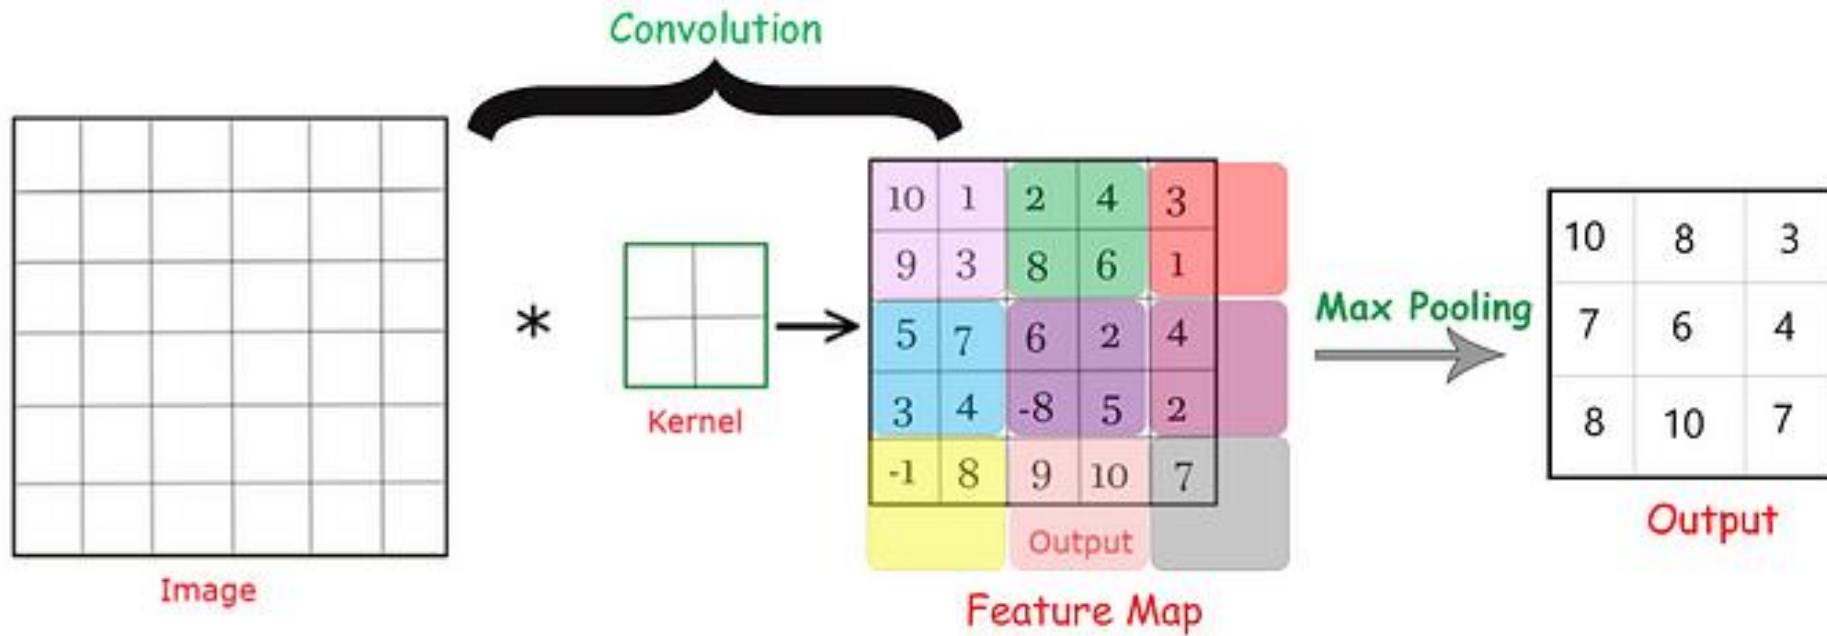 Convolution
Image
*
Kernel
10 1 2 4 3
9 3 8 6 1
5 7 6 2 4
3 4 -8 5 2
-1 8 9 10 7
Output
Feature Map
Max Pooling
10 8 3
7 6 4
8 10 7
Output